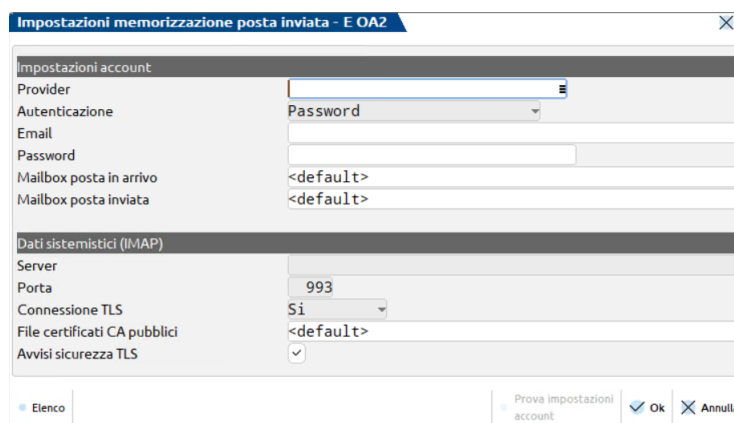 Impostazioni memorizzazione posta inviata - E OA2
Impostazioni account
Provider
Autenticazione Password
Email
Password
Mailbox posta in arrivo <default>
Mailbox posta inviata <default>
Dati sistemistici (IMAP)
Server
Porta 993
Connessione TLS Si
File certificati CA pubblici <default>
Avvisi sicurezza TLS
Elenco
Prova impostazioni
account
Ok
Annulla